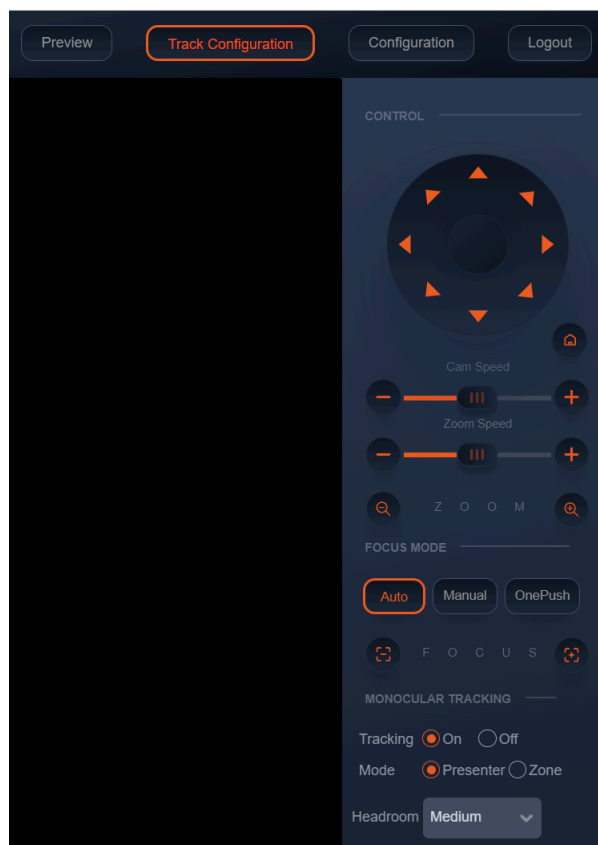 Preview Track Configuration Configuration Logout
CONTROL
Cam Speed
Zoom Speed
Z O O M
FOCUS MODE
Auto Manual OnePush
F O C U S
MONOCULAR TRACKING
Tracking On Off
Mode Presenter Zone
Headroom Medium